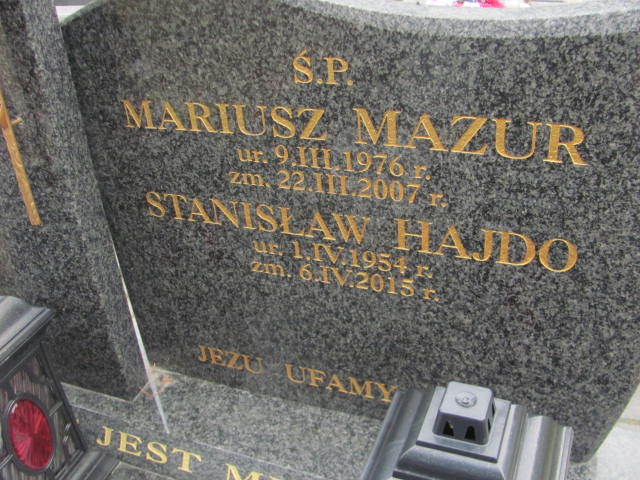 Ś.P.
MARIUSZ MAZUR
ur. 9.III.1976 r.
zm. 22.III.2007 r.
STANISŁAW HAJDO
ur. 1.IV.1954 r.
zm. 6.IV.2015 r.
JEZU UFAMY
JEST